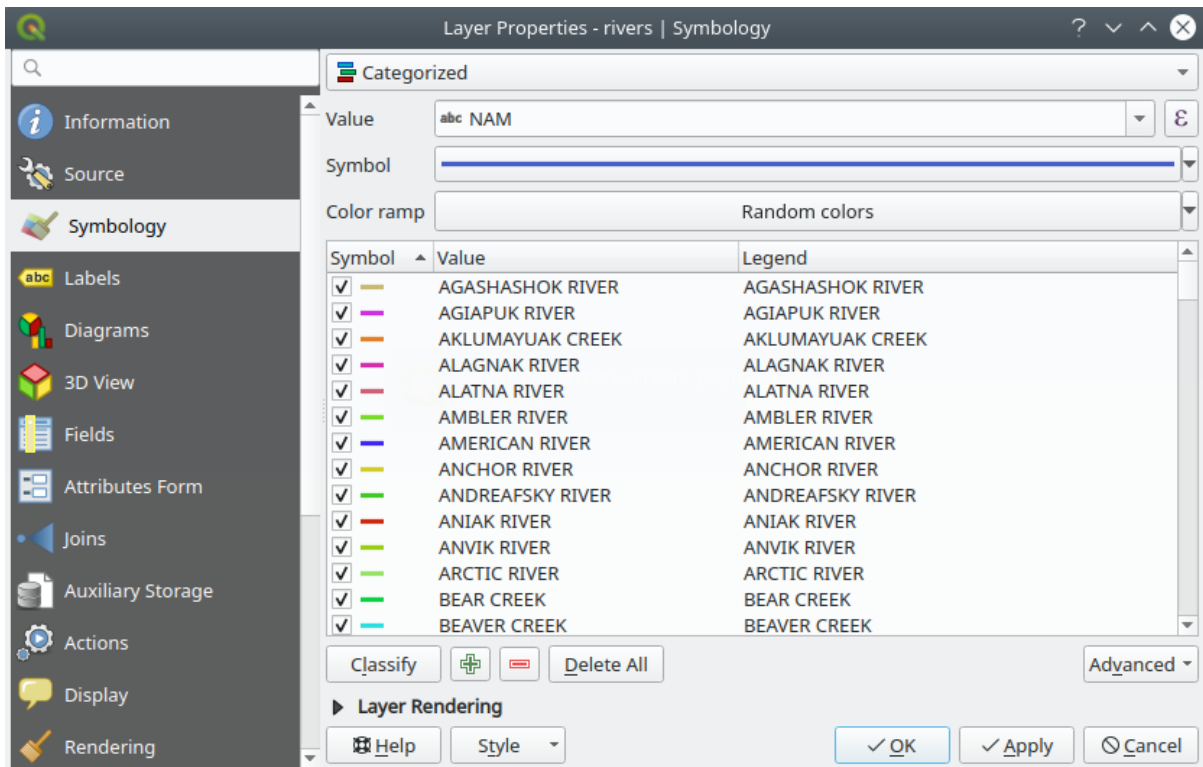 Layer Properties - rivers | Symbology
Information
Source
Symbology
abc Labels
Diagrams
3D View
Fields
Attributes Form
Joins
Auxiliary Storage
Actions
Display
Rendering
Categorized
Value abc NAM ε
Symbol
Color ramp Random colors
Symbol Value Legend
AGASHASHOK RIVER AGASHASHOK RIVER
AGIAPUK RIVER AGIAPUK RIVER
AKLUMAYUAK CREEK AKLUMAYUAK CREEK
ALAGNAK RIVER ALAGNAK RIVER
ALATNA RIVER ALATNA RIVER
AMBLER RIVER AMBLER RIVER
AMERICAN RIVER AMERICAN RIVER
ANCHOR RIVER ANCHOR RIVER
ANDREAFSKY RIVER ANDREAFSKY RIVER
ANIAK RIVER ANIAK RIVER
ANVIK RIVER ANVIK RIVER
ARCTIC RIVER ARCTIC RIVER
BEAR CREEK BEAR CREEK
BEAVER CREEK BEAVER CREEK
Classify Delete All Advanced
Layer Rendering
Help Style OK Apply Cancel